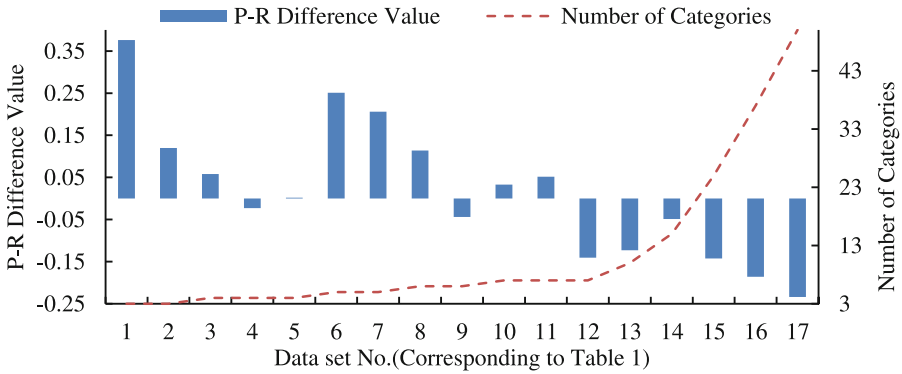 P-R Difference Value Number of Categories
0.35
0.25
0.15
0.05
-0.05
-0.15
-0.25
P-R Difference Value
43
33
23
13
3
Number of Categories
1 2 3 4 5 6 7 8 9 10 11 12 13 14 15 16 17
Data set No.(Corresponding to Table 1)